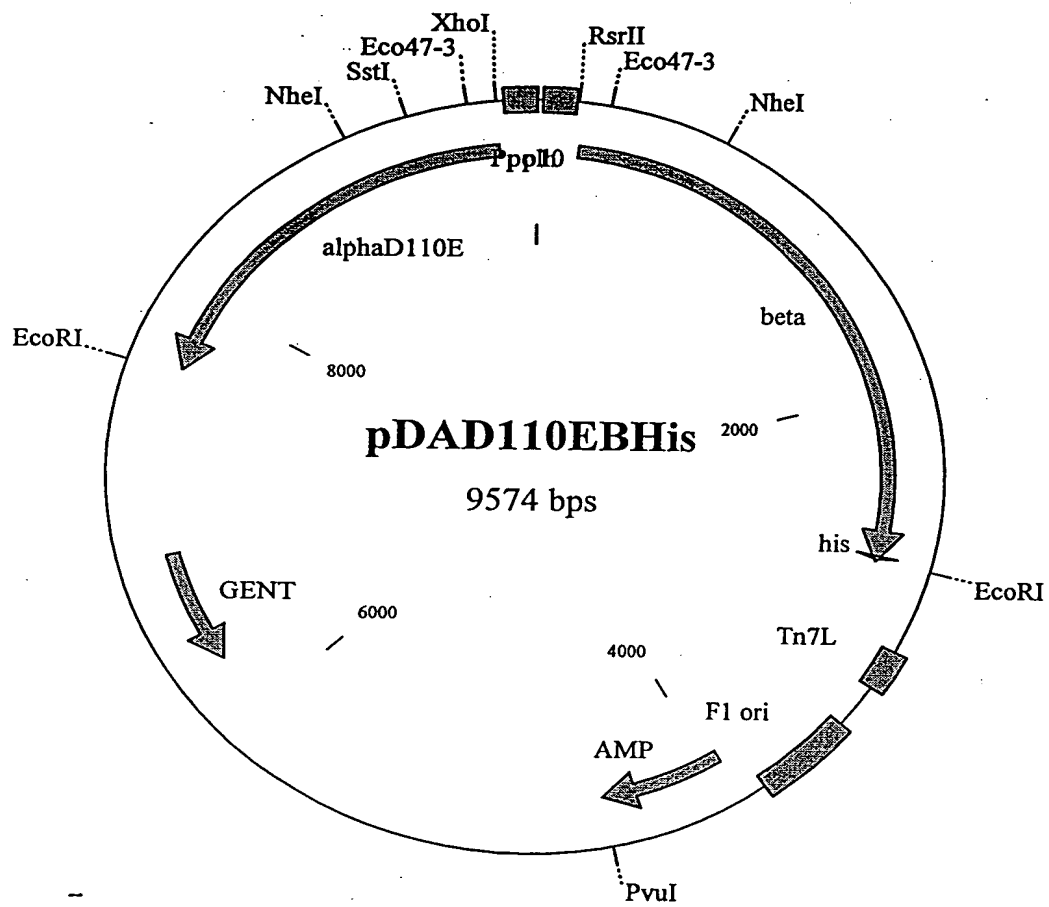 XhoI
RsrII
Eco47-3
Eco47-3
SstI
NheI
NheI
alphaD110E
beta
EcoRI
8000
pDAD110EBHis
2000
9574 bps
his
EcoRI
GENT
6000
Tn7L
4000
F1 ori
AMP
PvuI